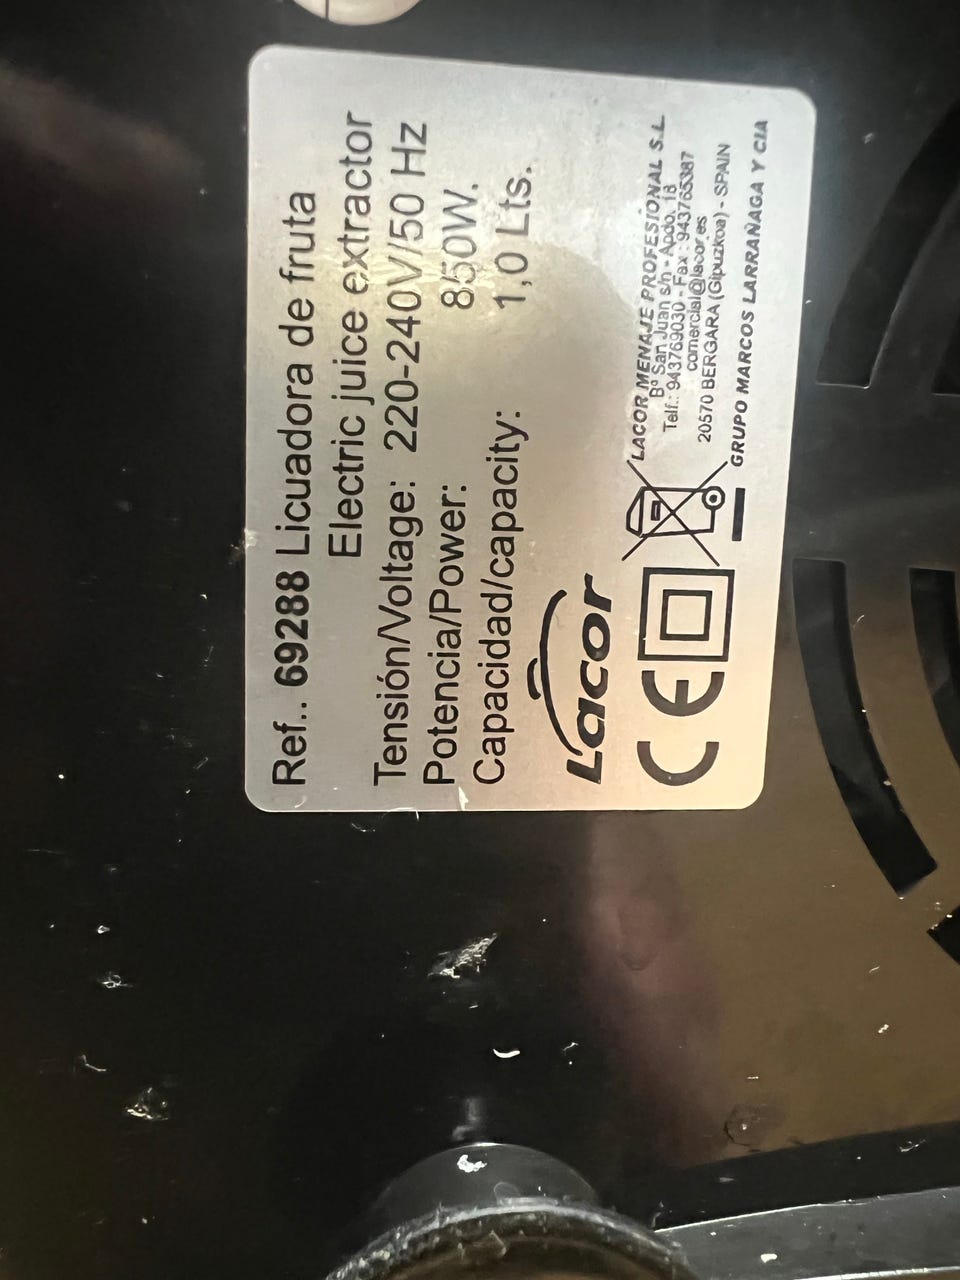 Ref.. 69288 Licuadora de fruta
Electric juice extractor
Tensión/Voltage: 220-240V/50 Hz
Potencia/Power: 850W.
Capacidad/capacity: 1,0 Lts.
Lacor
CE
LACOR MENAJE PROFESIONAL S.L
Bº San Juan s/n - Apdo. 18
Telf.: 943769030 - Fax : 943765387
comercial@lacor.es
20570 BERGARA (Gipuzkoa) - SPAIN
GRUPO MARCOS LARRAÑAGA Y CIA